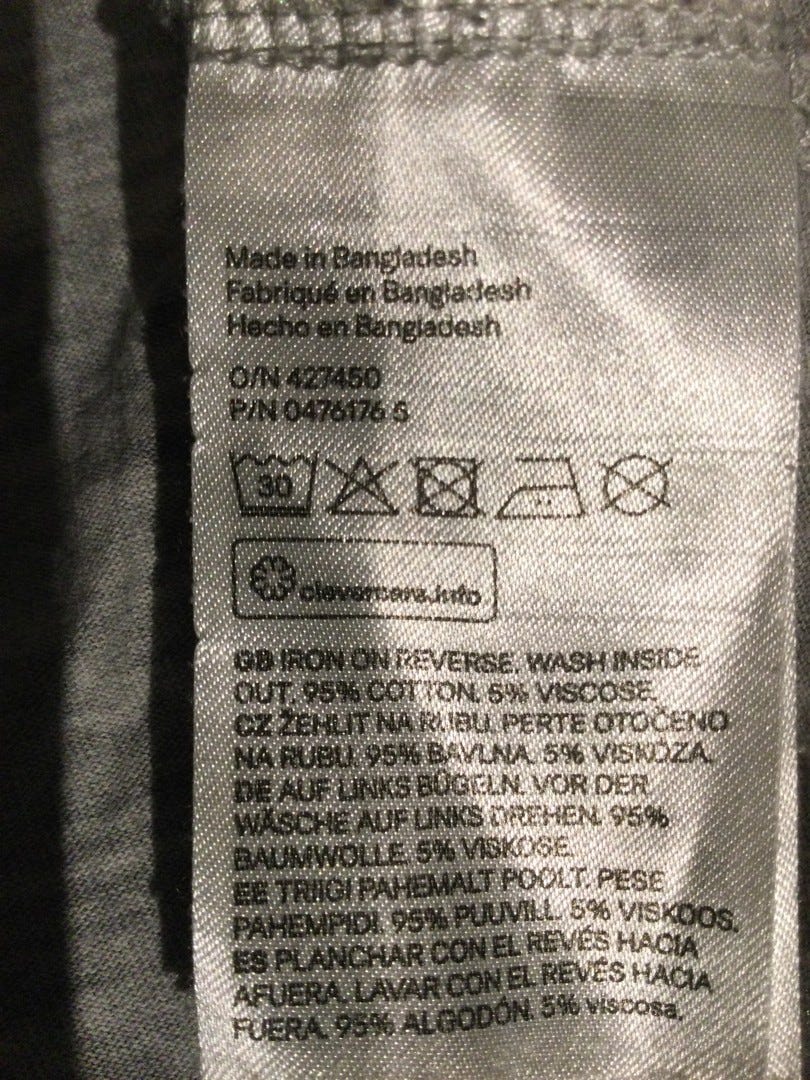 Made in Bangladesh
Fabriqué en Bangladesh
Hecho en Bangladesh
O/N 427450
P/N 0476176 S
30
clevercare.info
GB IRON ON REVERSE. WASH INSIDE
OUT. 95% COTTON. 5% VISCOSE.
CZ ŽEHLIT NA RUBU. PERTE OTOČENO
NA RUBU. 95% BAVLNA. 5% VISKÓZA.
DE AUF LINKS BÜGELN. VOR DER
WÄSCHE AUF LINKS DREHEN. 95%
BAUMWOLLE. 5% VISKOSE.
EE TRIIGI PAHEMALT POOLT. PESE
PAHEMPIDI. 95% PUUVILL. 5% VISKOOS.
ES PLANCHAR CON EL REVÉS HACIA
AFUERA. LAVAR CON EL REVÉS HACIA
FUERA. 95% ALGODÓN. 5% viscosa.